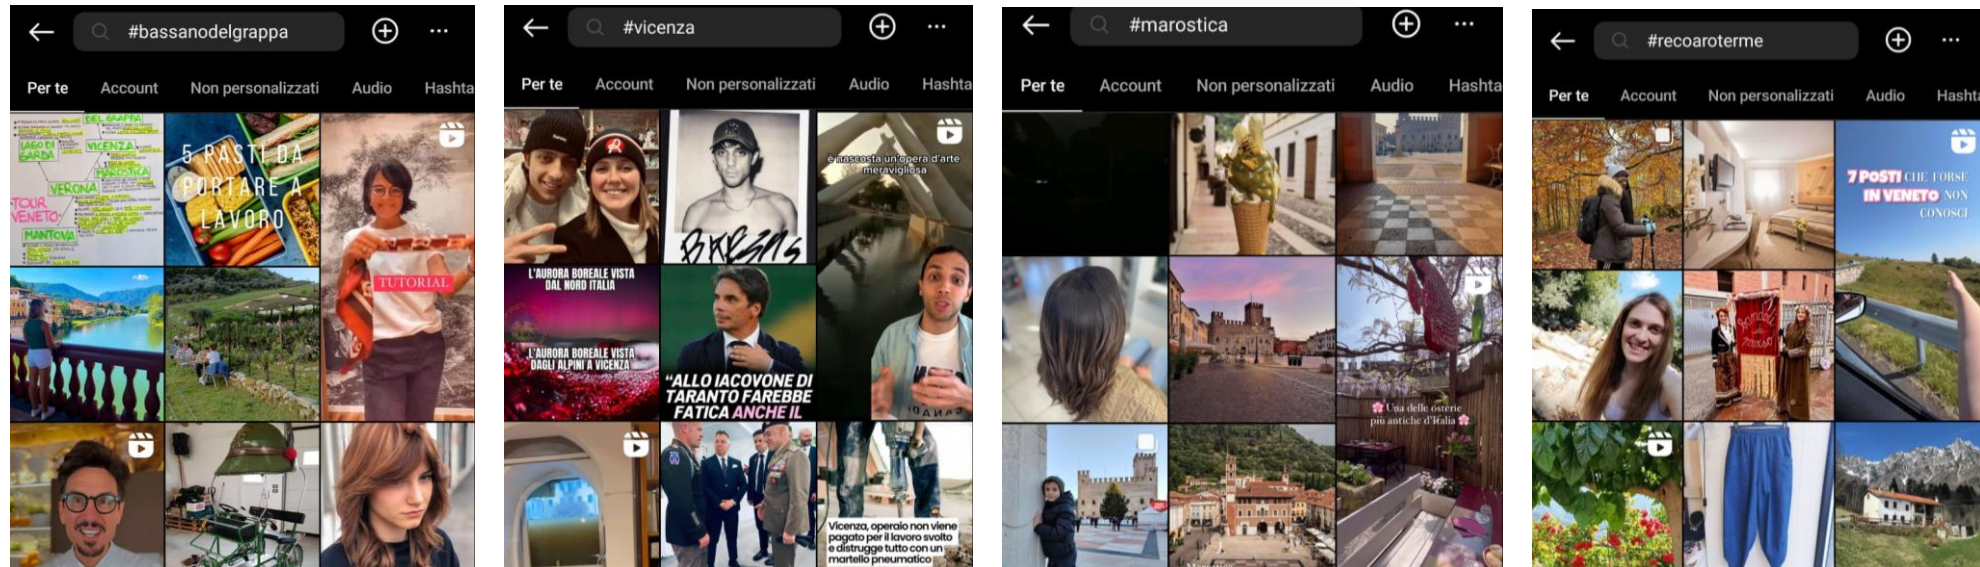 #bassanodelgrappa
Per te Account Non personalizzati Audio Hashta
DEL GRAPPA
LAGO DI
GARDA
VICENZA
MAROSTICA
VERONA
TOUR
VENETO
MANTOVA
5 PASTI DA
PORTARE A
LAVORO
TUTORIAL
#vicenza
Per te Account Non personalizzati Audio Hashta
è nascosta un'opera d'arte
meravigliosa
L'AURORA BOREALE VISTA
DAL NORD ITALIA
L'AURORA BOREALE VISTA
DAGLI ALPINI A VICENZA
"ALLO IACOVONE DI
TARANTO FAREBBE
FATICA ANCHE IL
Vicenza, operaio non viene
pagato per il lavoro svolto
e distrugge tutto con un
martello pneumatico
#marostica
Per te Account Non personalizzati Audio Hashta
Una delle osterie
più antiche d'Italia
#recoaroterme
Per te Account Non personalizzati Audio Hashta
7 POSTI CHE FORSE
IN VENETO NON
CONOSCI